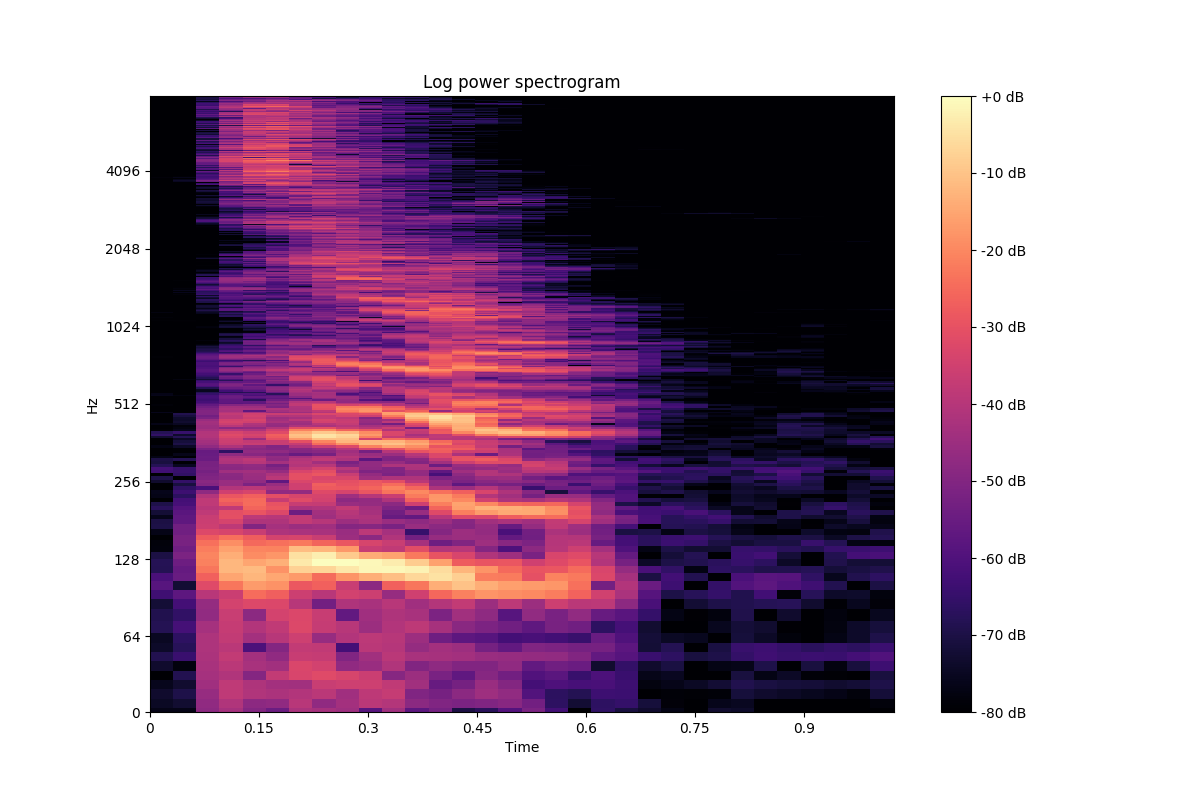 Log power spectrogram
+0 dB
-10 dB
-20 dB
-30 dB
-40 dB
-50 dB
-60 dB
-70 dB
-80 dB
4096
2048
1024
512
256
128
64
0
Hz
0 0.15 0.3 0.45 0.6 0.75 0.9
Time